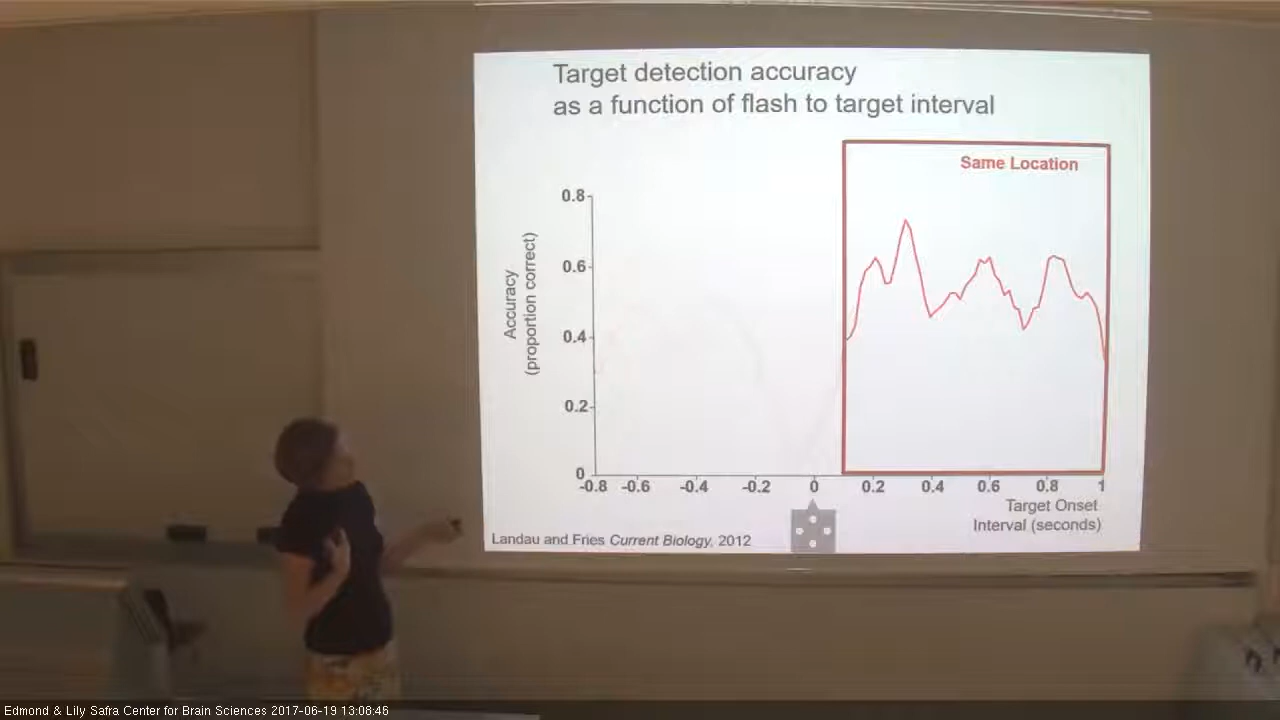 Target detection accuracy
as a function of flash to target interval
Same Location
Accuracy
(proportion correct)
0.8
0.6
0.4
0.2
0
-0.8 -0.6 -0.4 -0.2 0 0.2 0.4 0.6 0.8 1
Target Onset
Interval (seconds)
Landau and Fries Current Biology, 2012
Edmond & Lily Safra Center for Brain Sciences 2017-06-19 13:08:46